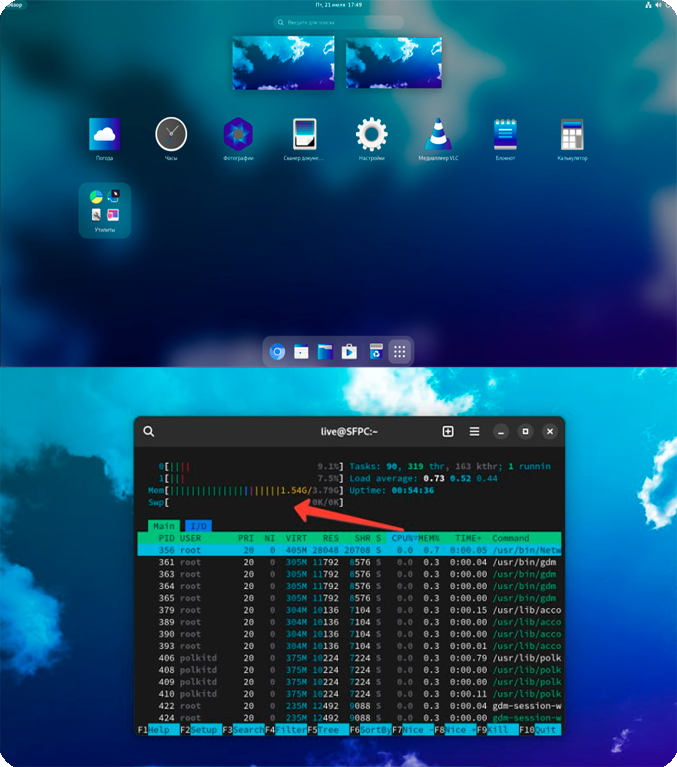 Обзор
Пт, 21 июля 17:49
Введите для поиска
Погода
Часы
Фотографии
Сканер докуме…
Настройки
Медиаплеер VLC
Блокнот
Калькулятор
Утилиты
live@SFPC:~
0[|||| 9.1%] Tasks: 90, 319 thr, 163 kthr; 1 runnin
1[||| 7.5%] Load average: 0.73 0.52 0.44
Mem[||||||||||||||||||||||1.54G/3.79G] Uptime: 00:54:36
Swp[ 0K/0K]
Main I/O
PID USER PRI NI VIRT RES SHR S CPU%▽MEM% TIME+ Command
356 root 20 0 405M 28048 20708 S 0.0 0.7 0:00.05 /usr/bin/Netw
361 root 20 0 305M 11792 8576 S 0.0 0.3 0:00.04 /usr/bin/gdm
363 root 20 0 305M 11792 8576 S 0.0 0.3 0:00.00 /usr/bin/gdm
364 root 20 0 305M 11792 8576 S 0.0 0.3 0:00.00 /usr/bin/gdm
365 root 20 0 305M 11792 8576 S 0.0 0.3 0:00.00 /usr/bin/gdm
379 root 20 0 304M 10136 7104 S 0.0 0.3 0:00.15 /usr/lib/acco
389 root 20 0 304M 10136 7104 S 0.0 0.3 0:00.00 /usr/lib/acco
390 root 20 0 304M 10136 7104 S 0.0 0.3 0:00.00 /usr/lib/acco
393 root 20 0 304M 10136 7104 S 0.0 0.3 0:00.01 /usr/lib/acco
406 polkitd 20 0 375M 10224 7224 S 0.0 0.3 0:00.79 /usr/lib/polk
408 polkitd 20 0 375M 10224 7224 S 0.0 0.3 0:00.00 /usr/lib/polk
409 polkitd 20 0 375M 10224 7224 S 0.0 0.3 0:00.00 /usr/lib/polk
410 polkitd 20 0 375M 10224 7224 S 0.0 0.3 0:00.11 /usr/lib/polk
422 root 20 0 235M 12492 9088 S 0.0 0.3 0:00.04 gdm-session-w
424 root 20 0 235M 12492 9088 S 0.0 0.3 0:00.00 gdm-session-w
F1Help F2Setup F3SearchF4FilterF5Tree F6SortByF7Nice -F8Nice +F9Kill F10Quit